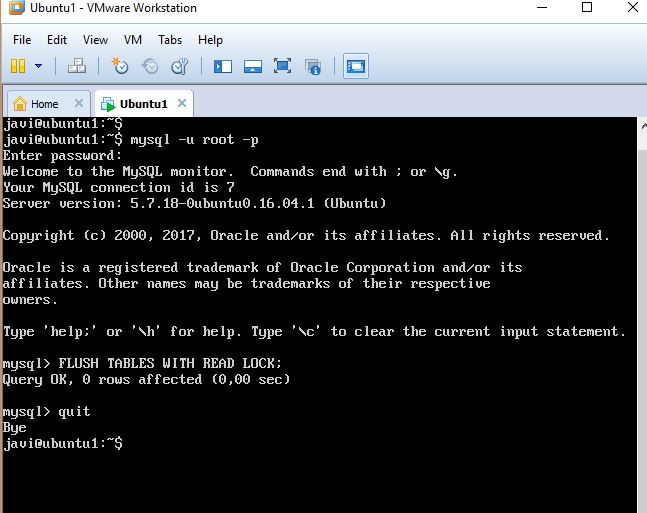 Ubuntu1 - VMware Workstation
File Edit View VM Tabs Help
Home Ubuntu1
javi@ubuntu1:~$
javi@ubuntu1:~$ mysql -u root -p
Enter password:
Welcome to the MySQL monitor.  Commands end with ; or \g.
Your MySQL connection id is 7
Server version: 5.7.18-0ubuntu0.16.04.1 (Ubuntu)
Copyright (c) 2000, 2017, Oracle and/or its affiliates. All rights reserved.
Oracle is a registered trademark of Oracle Corporation and/or its
affiliates. Other names may be trademarks of their respective
owners.
Type 'help;' or '\h' for help. Type '\c' to clear the current input statement.
mysql> FLUSH TABLES WITH READ LOCK;
Query OK, 0 rows affected (0,00 sec)
mysql> quit
Bye
javi@ubuntu1:~$